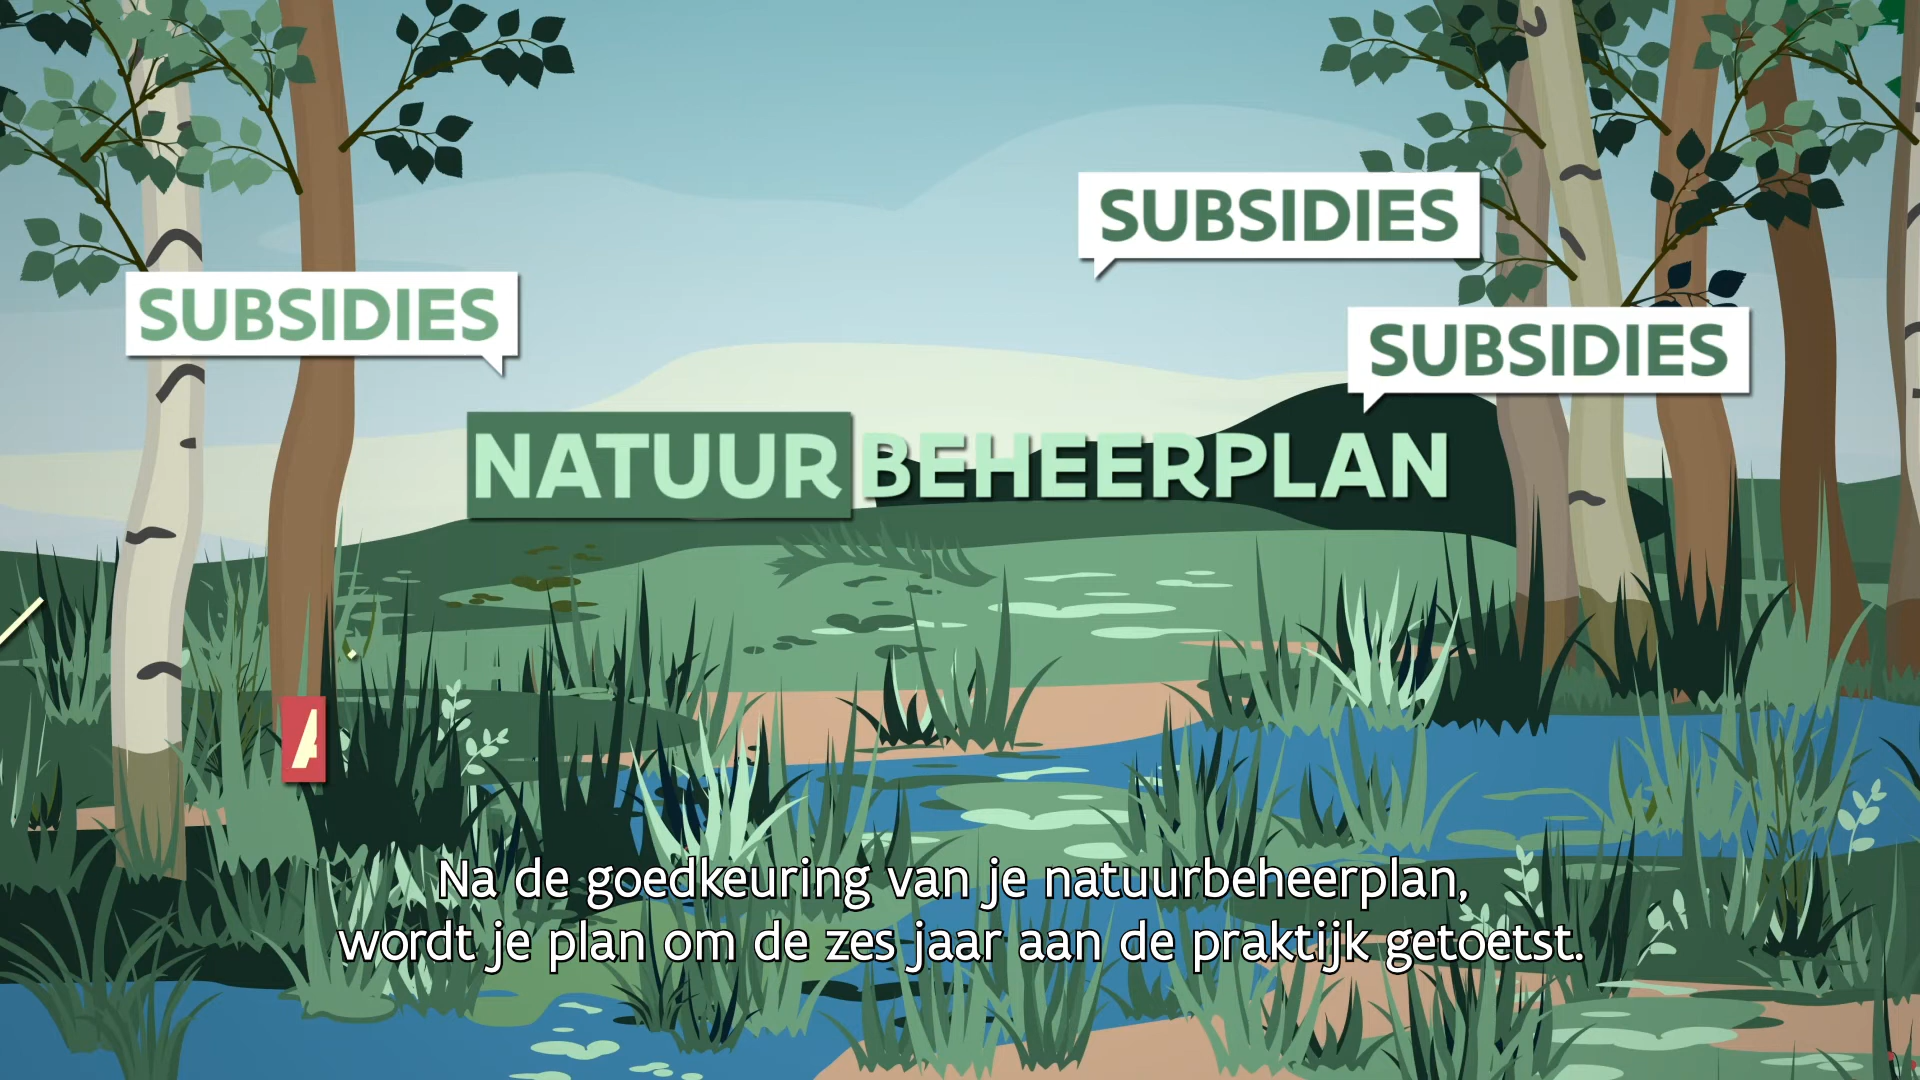 SUBSIDIES
SUBSIDIES
SUBSIDIES
NATUURBEHEERPLAN
A
Na de goedkeuring van je natuurbeheerplan,
wordt je plan om de zes jaar aan de praktijk getoetst.